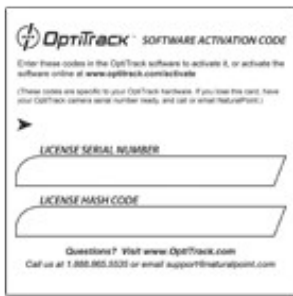 OptiTrack™ SOFTWARE ACTIVATION CODE
Enter these codes in the OptiTrack software to activate it, or activate the
software online at www.optitrack.com/activate
(These codes are specific to your OptiTrack hardware. If you lose this card, have
your OptiTrack camera serial number ready, and call or email NaturalPoint.)
LICENSE SERIAL NUMBER
LICENSE HASH CODE
Questions? Visit www.OptiTrack.com
Call us at 1.888.865.5535 or email support@naturalpoint.com